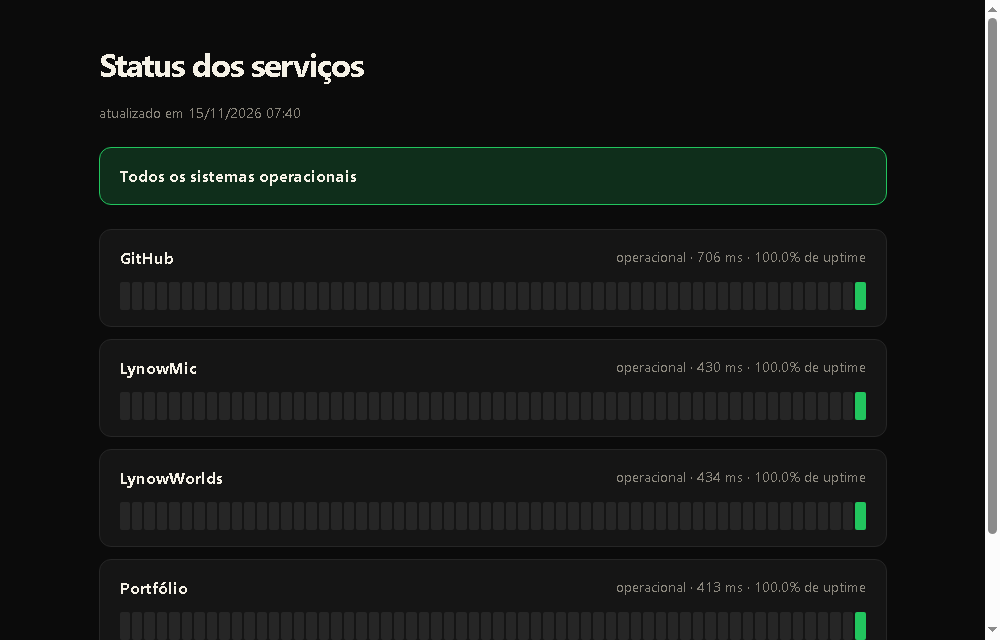 Status dos serviços
atualizado em 15/11/2026 07:40
Todos os sistemas operacionais
GitHub operacional · 706 ms · 100.0% de uptime
LynowMic operacional · 430 ms · 100.0% de uptime
LynowWorlds operacional · 434 ms · 100.0% de uptime
Portfólio operacional · 413 ms · 100.0% de uptime